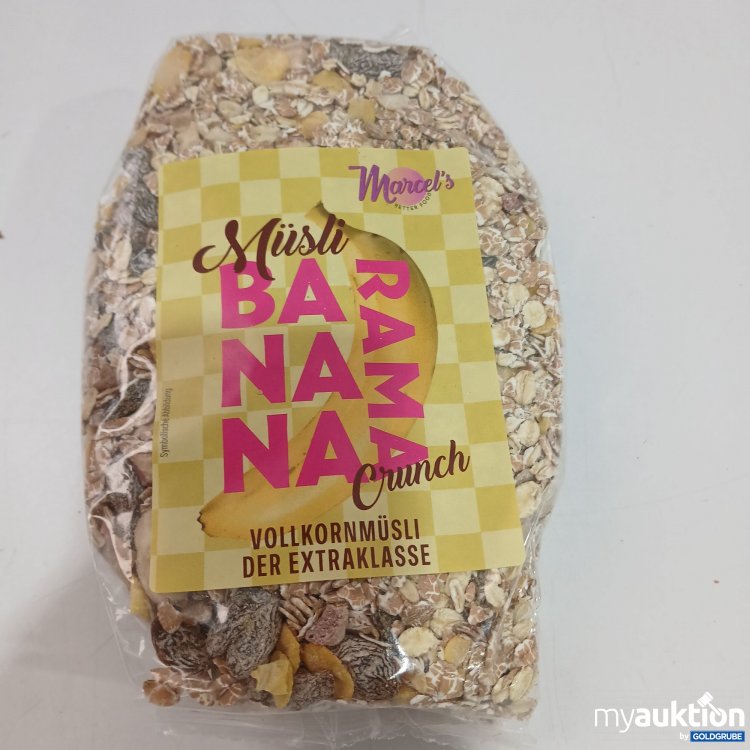 Marcel's
BETTER FOOD
Müsli
BA
NA
NA
RAMA
Crunch
Symbolische Abbildung
VOLLKORNMÜSLI
DER EXTRAKLASSE
myauktion
by GOLDGRUBE